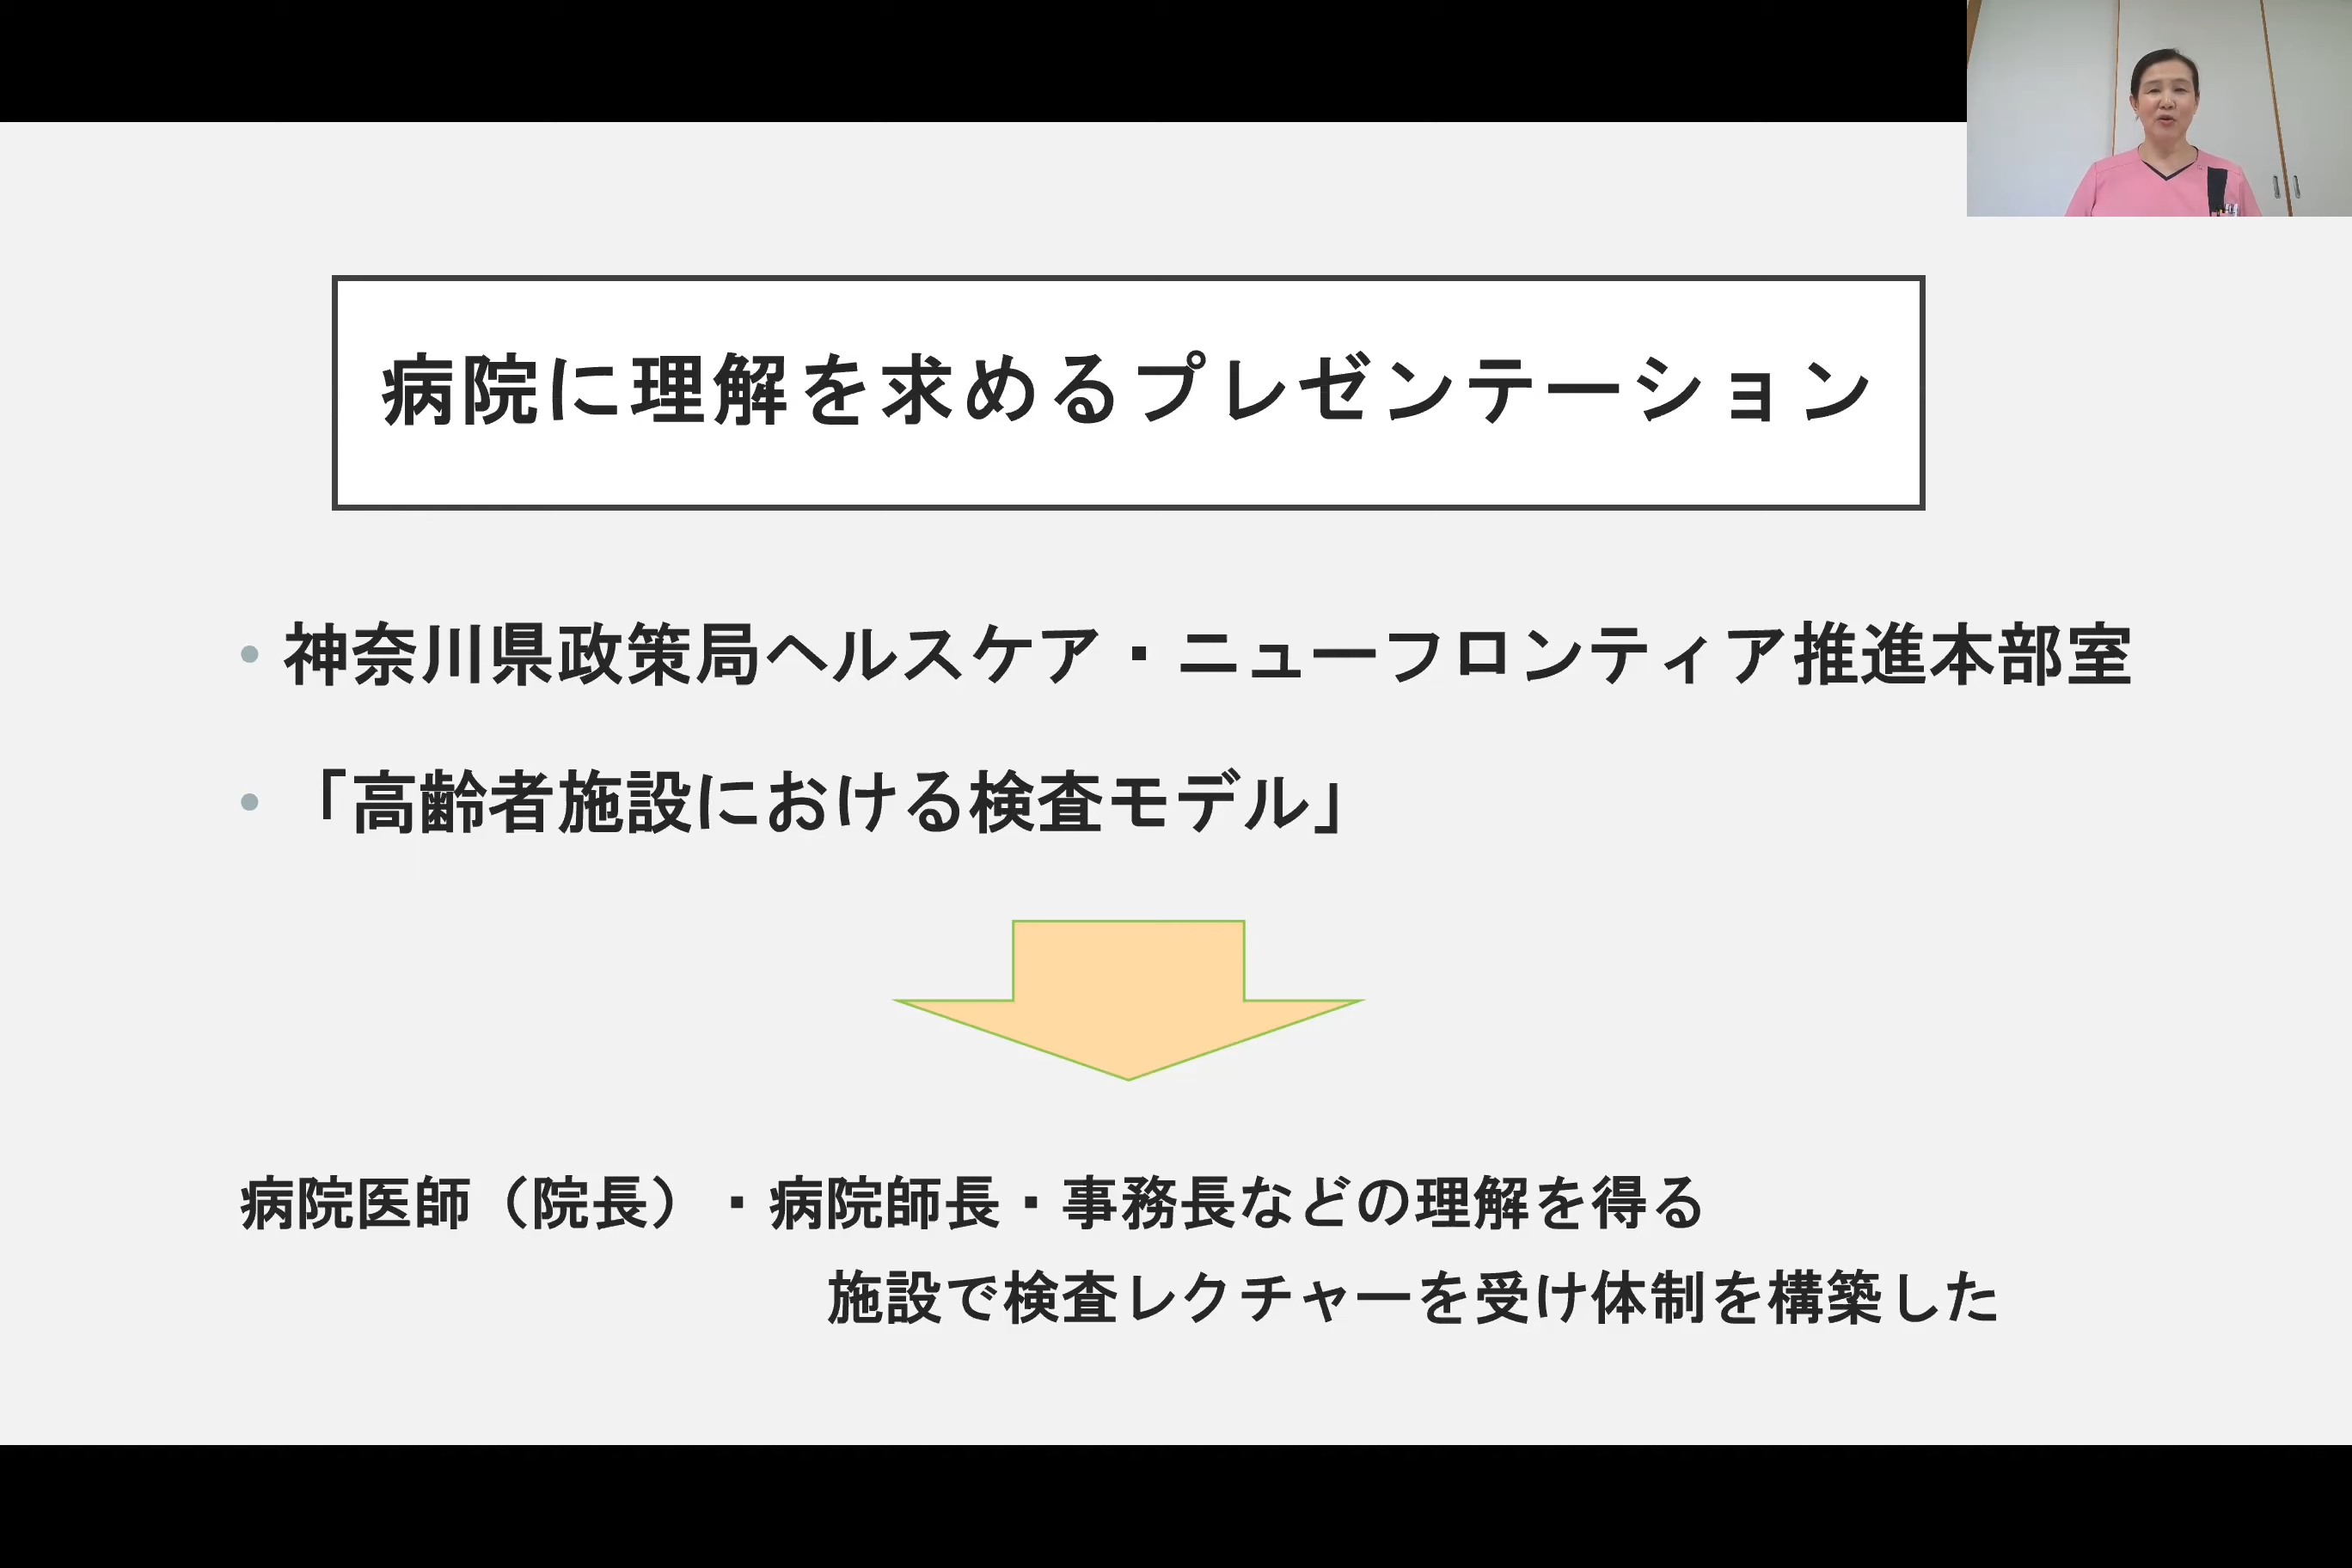 病院に理解を求めるプレゼンテーション
• 神奈川県政策局ヘルスケア・ニューフロンティア推進本部室
• 「高齢者施設における検査モデル」
病院医師（院長）・病院師長・事務長などの理解を得る
施設で検査レクチャーを受け体制を構築した